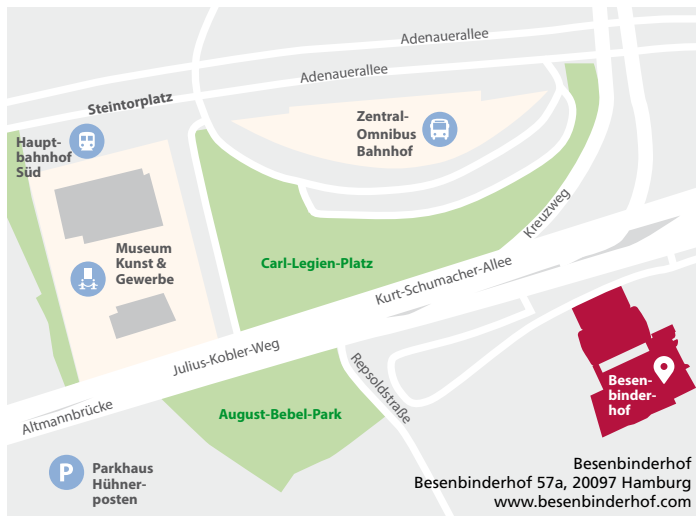 Adenauerallee
Adenauerallee
Steintorplatz
Zentral-
Omnibus
Bahnhof
Haupt-
bahnhof
Süd
Kreuzweg
Museum
Kunst &
Gewerbe
Carl-Legien-Platz
Kurt-Schumacher-Allee
Julius-Kobler-Weg
Repsoldstraße
Besen-
binder-
hof
Altmannbrücke
August-Bebel-Park
P
Parkhaus
Hühner-
posten
Besenbinderhof
Besenbinderhof 57a, 20097 Hamburg
www.besenbinderhof.com